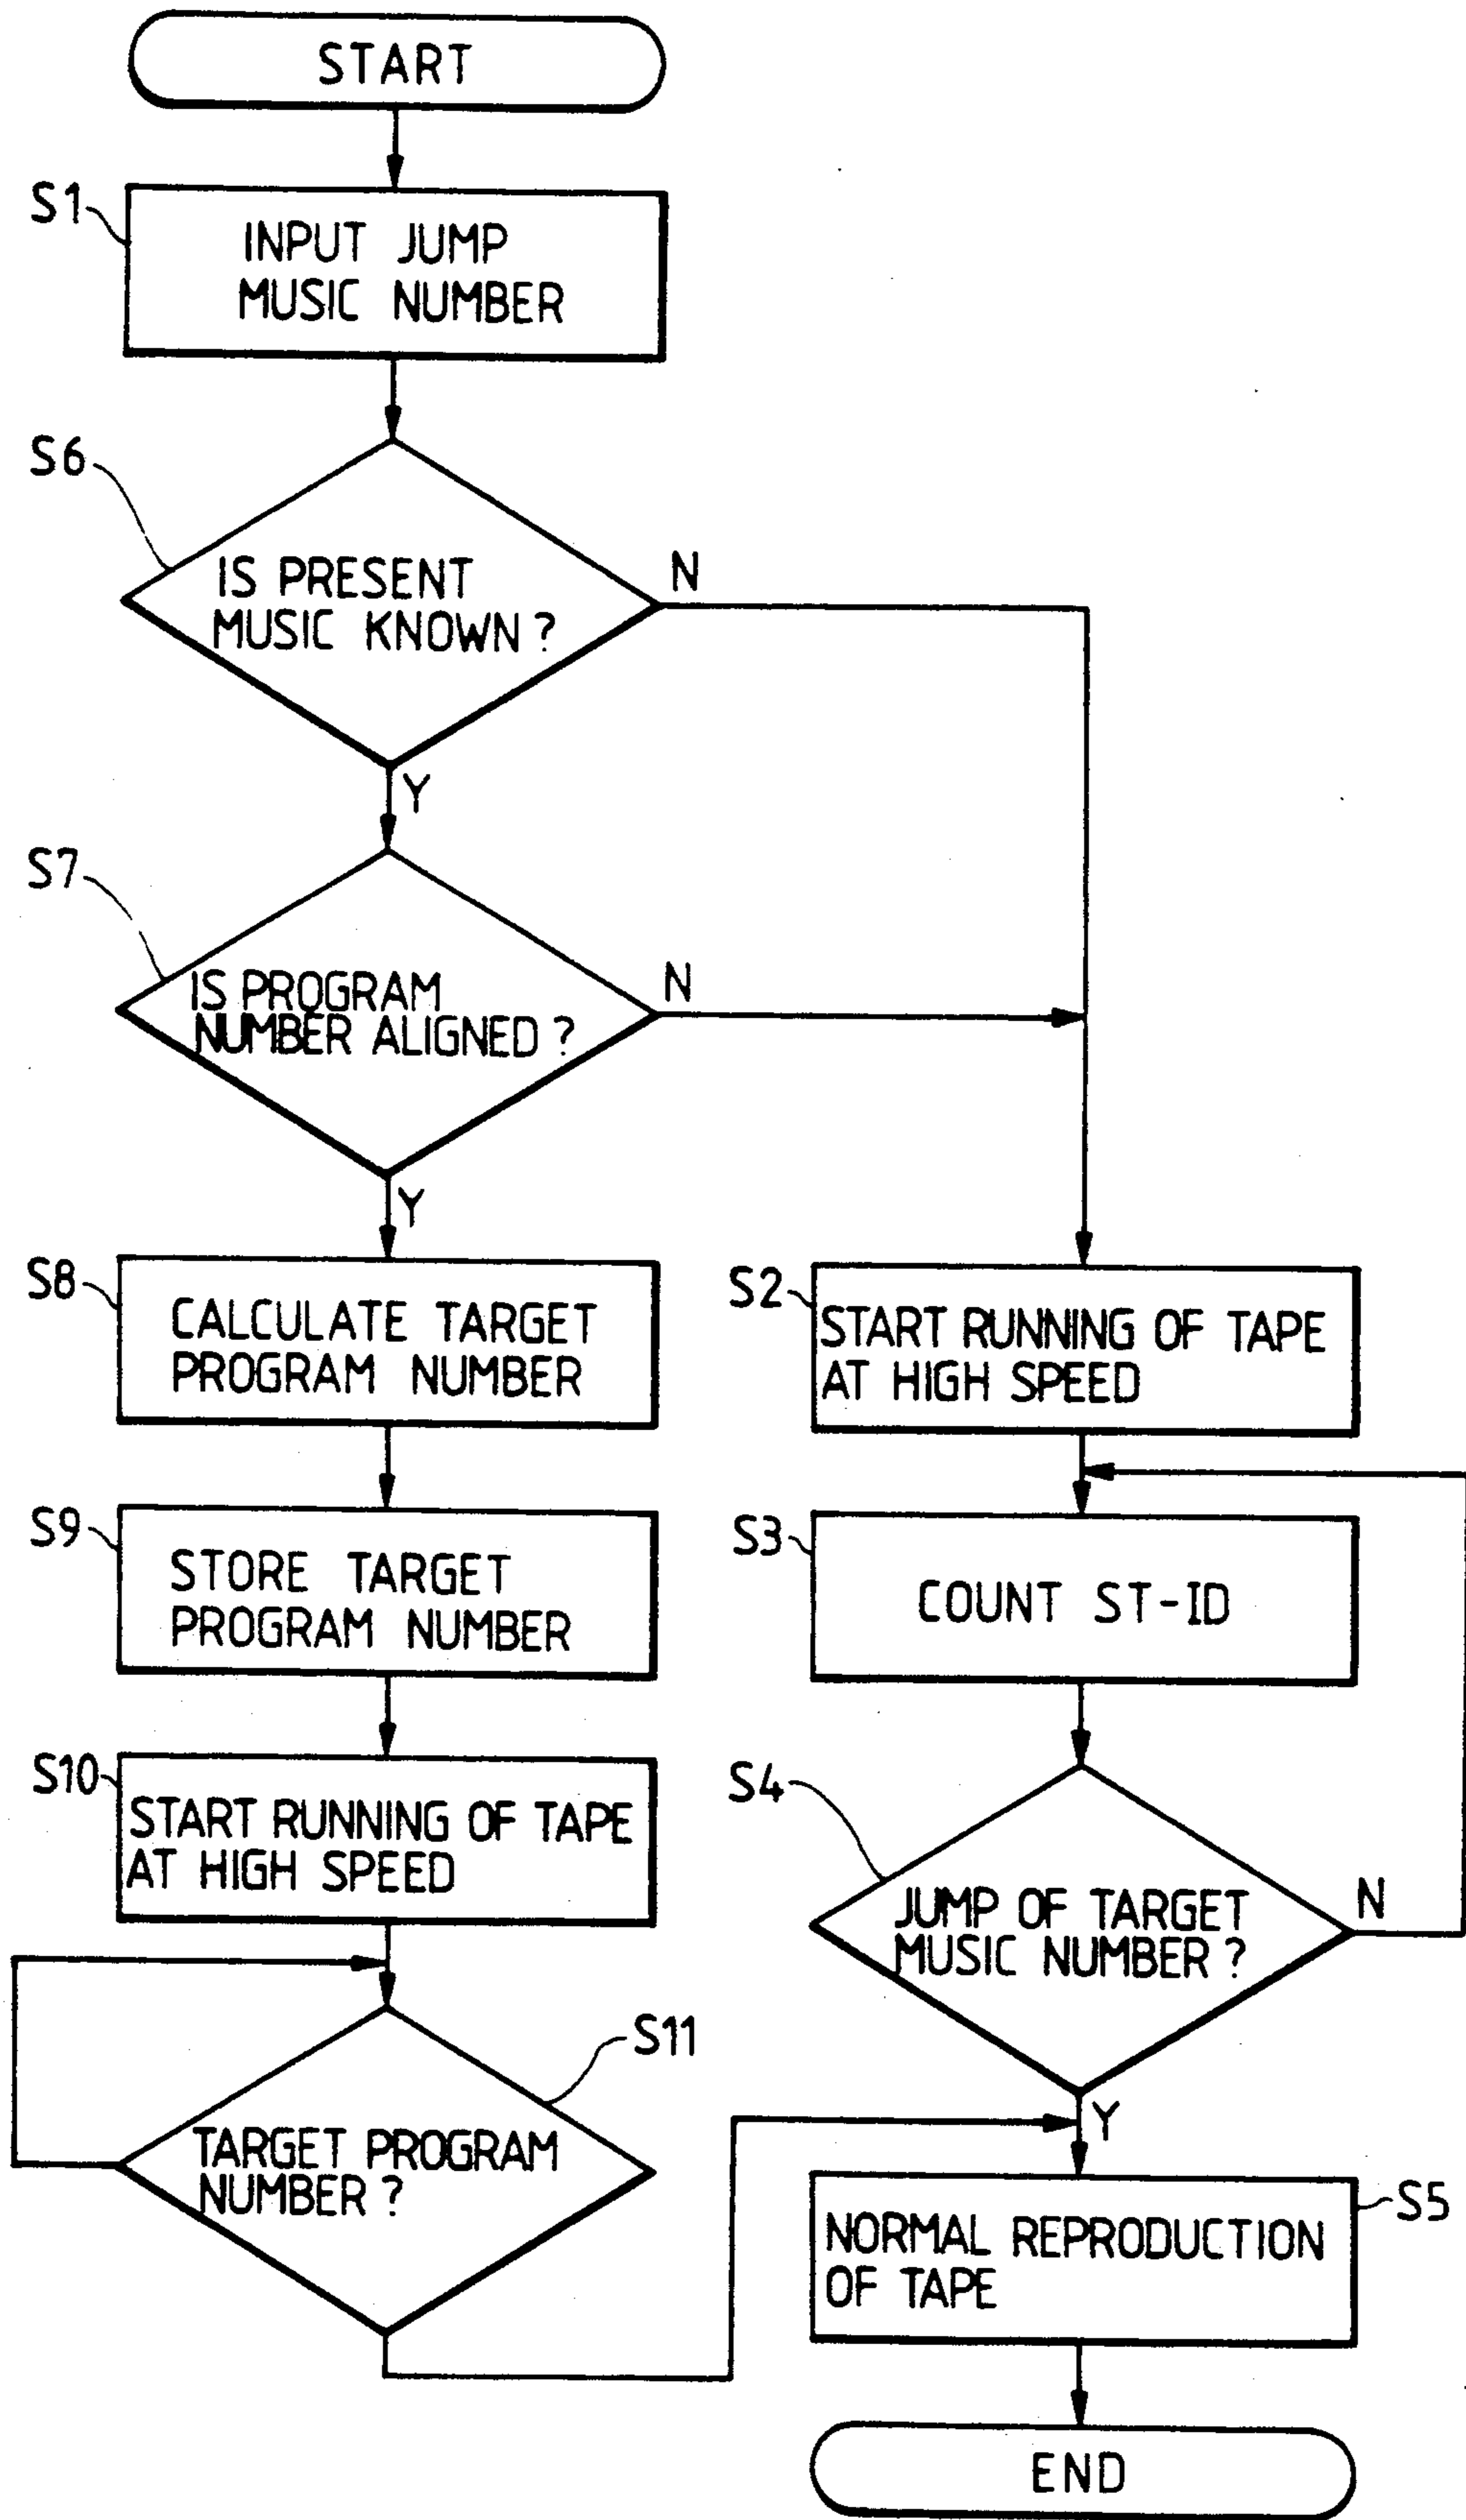 START
S1
INPUT JUMP
MUSIC NUMBER
S6
IS PRESENT
MUSIC KNOWN?
N
Y
S7
IS PROGRAM
NUMBER ALIGNED?
N
Y
S8
CALCULATE TARGET
PROGRAM NUMBER
S9
STORE TARGET
PROGRAM NUMBER
S10
START RUNNING OF TAPE
AT HIGH SPEED
S11
TARGET PROGRAM
NUMBER?
S2
START RUNNING OF TAPE
AT HIGH SPEED
S3
COUNT ST-ID
S4
JUMP OF TARGET
MUSIC NUMBER?
N
Y
S5
NORMAL REPRODUCTION
OF TAPE
END